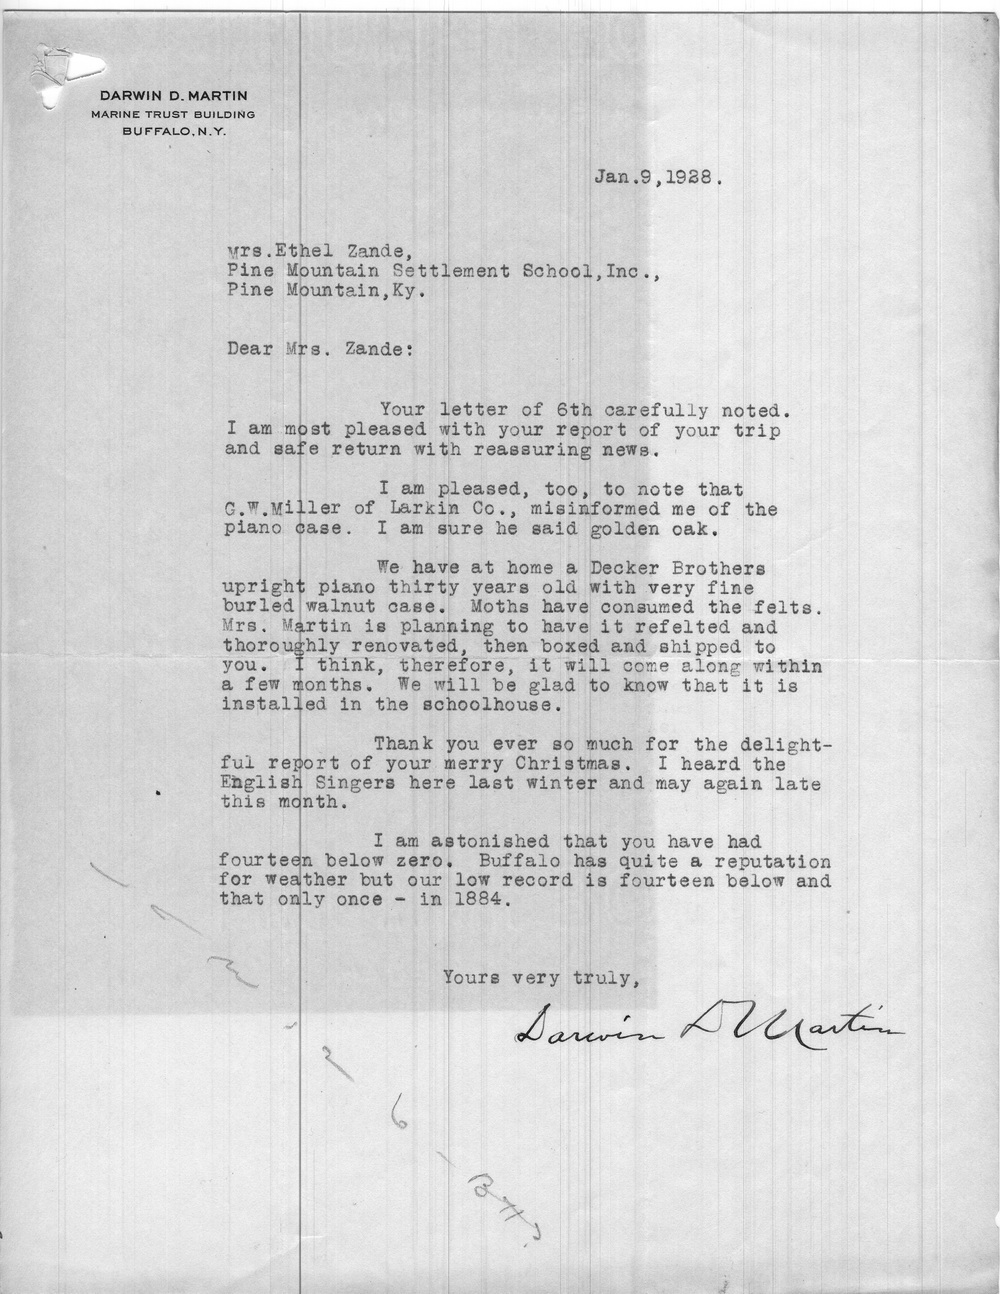 DARWIN D. MARTIN
MARINE TRUST BUILDING
BUFFALO, N.Y.
Jan.9,1928.
Mrs.Ethel Zande,
Pine Mountain Settlement School,Inc.,
Pine Mountain,Ky.
Dear Mrs. Zande:
Your letter of 6th carefully noted.
I am most pleased with your report of your trip
and safe return with reassuring news.
I am pleased, too, to note that
G.W.Miller of Larkin Co., misinformed me of the
piano case.  I am sure he said golden oak.
We have at home a Decker Brothers
upright piano thirty years old with very fine
burled walnut case.  Moths have consumed the felts.
Mrs. Martin is planning to have it refelted and
thoroughly renovated, then boxed and shipped to
you.  I think, therefore, it will come along within
a few months.  We will be glad to know that it is
installed in the schoolhouse.
Thank you ever so much for the delight-
ful report of your merry Christmas.  I heard the
English Singers here last winter and may again late
this month.
I am astonished that you have had
fourteen below zero.  Buffalo has quite a reputation
for weather but our low record is fourteen below and
that only once - in 1884.
Yours very truly,
Darwin D Martin